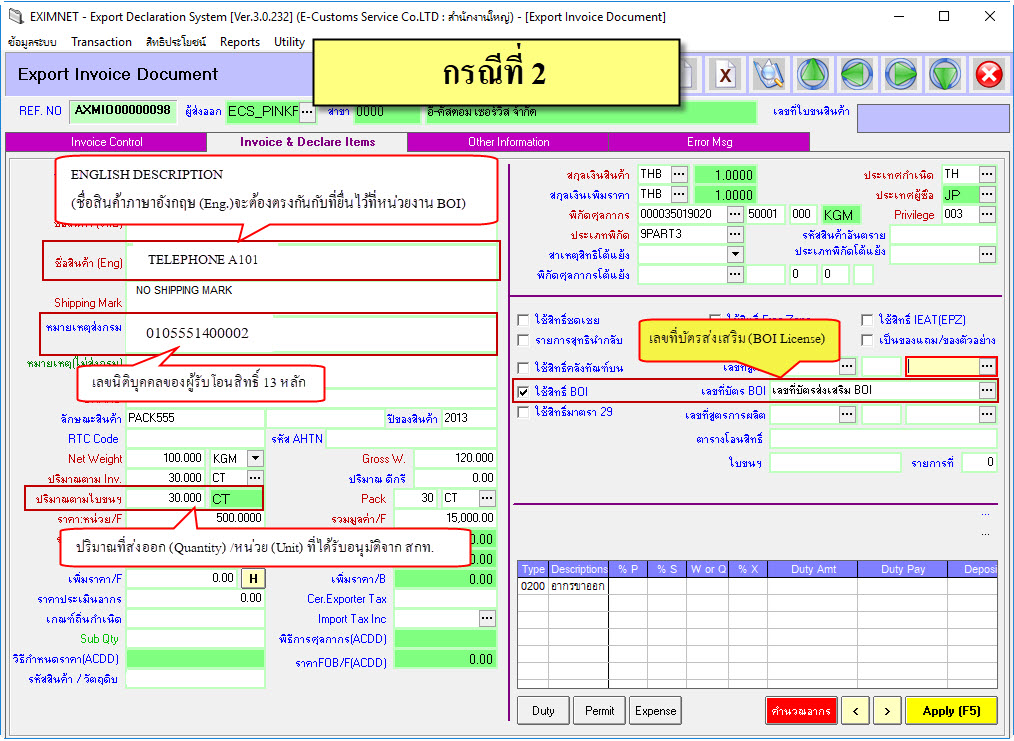 EXIMNET - Export Declaration System [Ver.3.0.232] (E-Customs Service Co.LTD : สำนักงานใหญ่) - [Export Invoice Document]
ข้อมูลระบบ Transaction สิทธิประโยชน์ Reports Utility
กรณีที่ 2
Export Invoice Document
REF. NO AXMIO00000098 ผู้ส่งออก ECS_PINKF ... สาขา 0000 อี-คัสตอม เซอร์วิส จำกัด เลขที่ใบขนสินค้า
Invoice Control Invoice & Declare Items Other Information Error Msg
ENGLISH DESCRIPTION
(ชื่อสินค้าภาษาอังกฤษ (Eng.)จะต้องตรงกันกับที่ยื่นไว้ที่หน่วยงาน BOI)
ชื่อสินค้า (Eng) TELEPHONE A101
NO SHIPPING MARK
Shipping Mark
หมายเหตุส่งกรม 0105551400002
หมายเหตุ(ไม่ส่งกรม)
เลขนิติบุคคลของผู้รับโอนสิทธิ์ 13 หลัก
ลักษณะสินค้า PACK555 ปีของสินค้า 2013
RTC Code รหัส AHTN
Net Weight 100.000 KGM Gross W. 120.000
ปริมาณตาม Inv. 30.000 CT ... ปริมาณ ดีกรี 0.00
ปริมาณตามใบขนฯ 30.000 CT Pack 30 CT ...
ราคา:หน่วย/F 500.0000 รวมมูลค่า/F 15,000.00
0.00
ปริมาณที่ส่งออก (Quantity) /หน่วย (Unit) ที่ได้รับอนุมัติจาก สกท.
0.00
เพิ่มราคา/F 0.00 H เพิ่มราคา/B 0.00
ราคาประเมินอากร 0.00 Cer.Exporter Tax
เกณฑ์ถิ่นกำเนิด Import Tax Inc ...
Sub Qty พิธีการศุลกากร(ACDD)
วิธีกำหนดราคา(ACDD) ราคาFOB/F(ACDD) 0.00
รหัสสินค้า / วัตถุดิบ
สกุลเงินสินค้า THB ... 1.0000 ประเทศกำเนิด TH ...
สกุลเงินเพิ่มราคา THB ... 1.0000 ประเทศผู้ซื้อ JP ...
พิกัดศุลกากร 000035019020 ... 50001 000 KGM Privilege 003 ...
ประเภทพิกัด 9PART3 ... รหัสสินค้าอันตราย
สาเหตุสิทธิโต้แย้ง ประเภทพิกัดโต้แย้ง ...
พิกัดศุลกากรโต้แย้ง ... 0 0
ใช้สิทธิ์ชดเชย ใช้สิทธิ์ Free Zone ใช้สิทธิ์ IEAT(EPZ)
รายการสุทธินำกลับ เป็นของแถม/ของตัวอย่าง
เลขที่บัตรส่งเสริม (BOI License)
ใช้สิทธิ์คลังทัณฑ์บน ... ...
ใช้สิทธิ์ BOI เลขที่บัตร BOI เลขที่บัตรส่งเสริม BOI ...
ใช้สิทธิ์มาตรา 29 เลขที่สูตรการผลิต ... ...
ตารางโอนสิทธิ์
ใบขนฯ รายการที่ 0
...
...
Type Descriptions % P % S W or Q % X Duty Amt Duty Pay Deposi
0200 อากรขาออก
Duty Permit Expense คำนวณอากร < > Apply (F5)